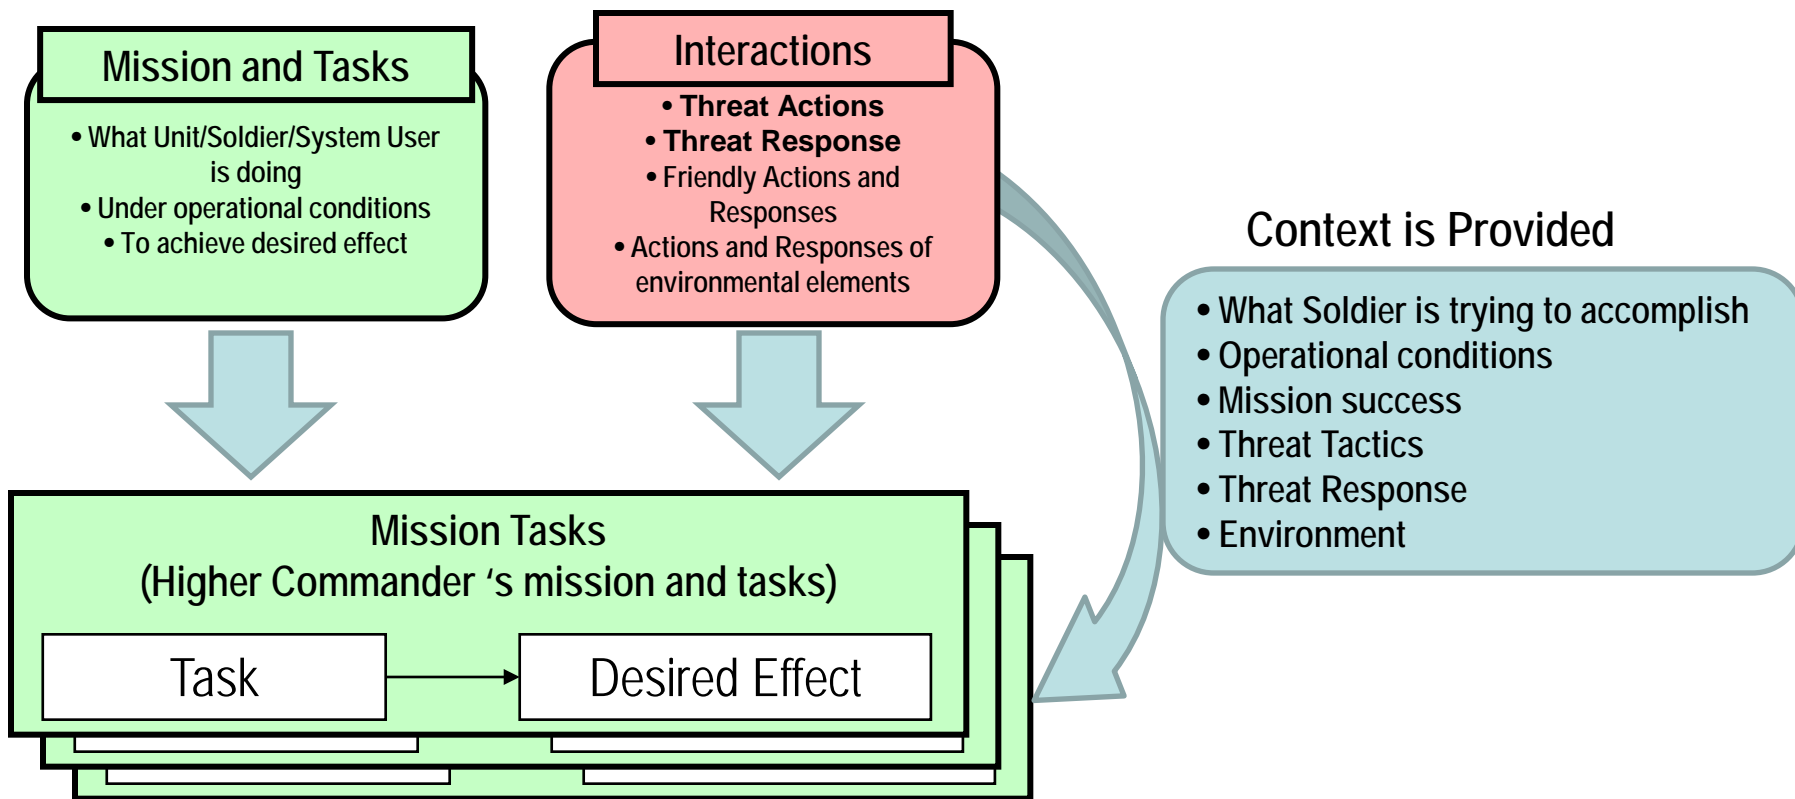 Mission and Tasks
• What Unit/Soldier/System User
is doing
• Under operational conditions
• To achieve desired effect
Interactions
• Threat Actions
• Threat Response
• Friendly Actions and
Responses
• Actions and Responses of
environmental elements
Context is Provided
• What Soldier is trying to accomplish
• Operational conditions
• Mission success
• Threat Tactics
• Threat Response
• Environment
Mission Tasks
(Higher Commander ‘s mission and tasks)
Task
Desired Effect